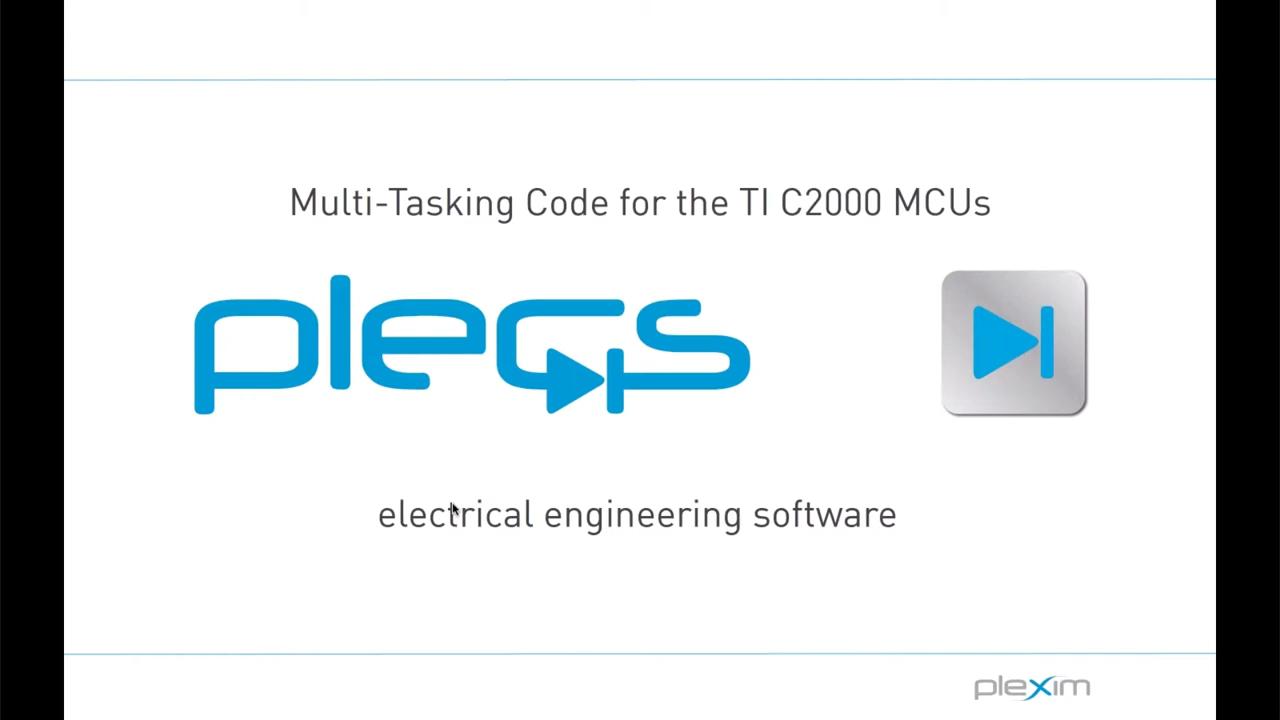 Multi-Tasking Code for the TI C2000 MCUs
plecs
electrical engineering software
plexim